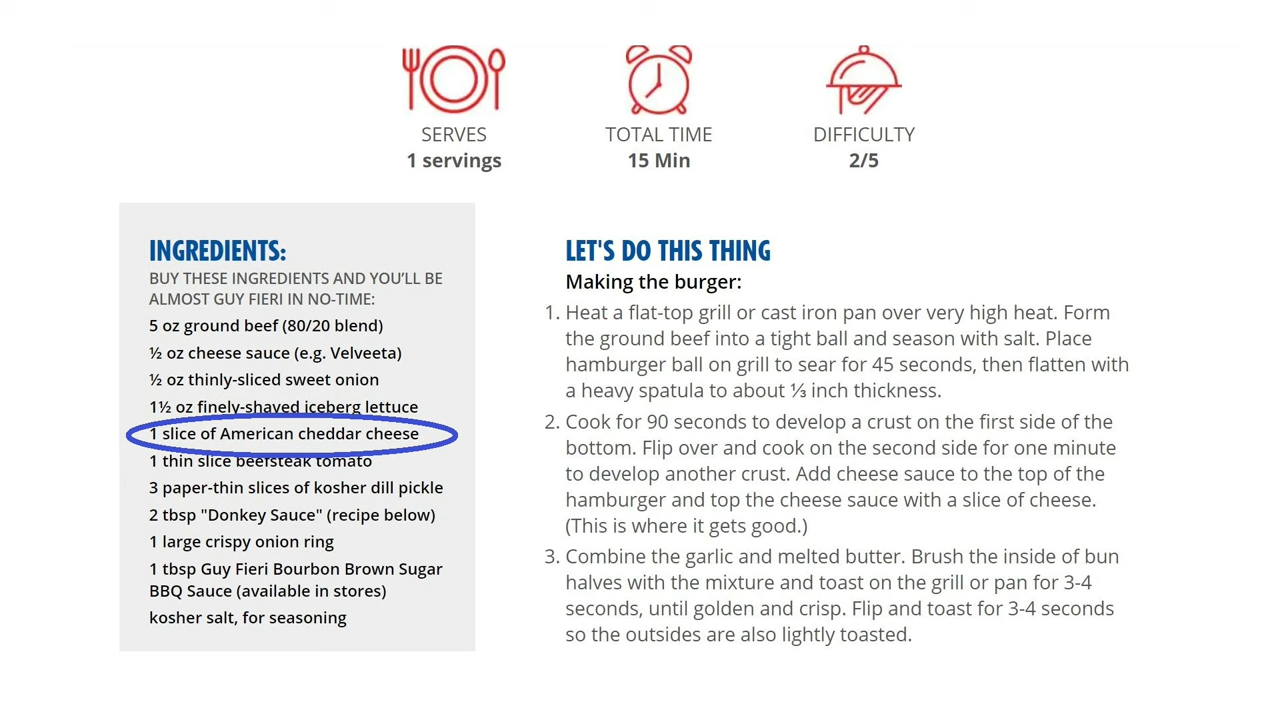 SERVES
1 servings
TOTAL TIME
15 Min
DIFFICULTY
2/5
INGREDIENTS:
BUY THESE INGREDIENTS AND YOU’LL BE
ALMOST GUY FIERI IN NO-TIME:
5 oz ground beef (80/20 blend)
½ oz cheese sauce (e.g. Velveeta)
½ oz thinly-sliced sweet onion
1½ oz finely-shaved iceberg lettuce
1 slice of American cheddar cheese
1 thin slice beefsteak tomato
3 paper-thin slices of kosher dill pickle
2 tbsp "Donkey Sauce" (recipe below)
1 large crispy onion ring
1 tbsp Guy Fieri Bourbon Brown Sugar
BBQ Sauce (available in stores)
kosher salt, for seasoning
LET'S DO THIS THING
Making the burger:
1. Heat a flat-top grill or cast iron pan over very high heat. Form
the ground beef into a tight ball and season with salt. Place
hamburger ball on grill to sear for 45 seconds, then flatten with
a heavy spatula to about ⅓ inch thickness.
2. Cook for 90 seconds to develop a crust on the first side of the
bottom. Flip over and cook on the second side for one minute
to develop another crust. Add cheese sauce to the top of the
hamburger and top the cheese sauce with a slice of cheese.
(This is where it gets good.)
3. Combine the garlic and melted butter. Brush the inside of bun
halves with the mixture and toast on the grill or pan for 3-4
seconds, until golden and crisp. Flip and toast for 3-4 seconds
so the outsides are also lightly toasted.